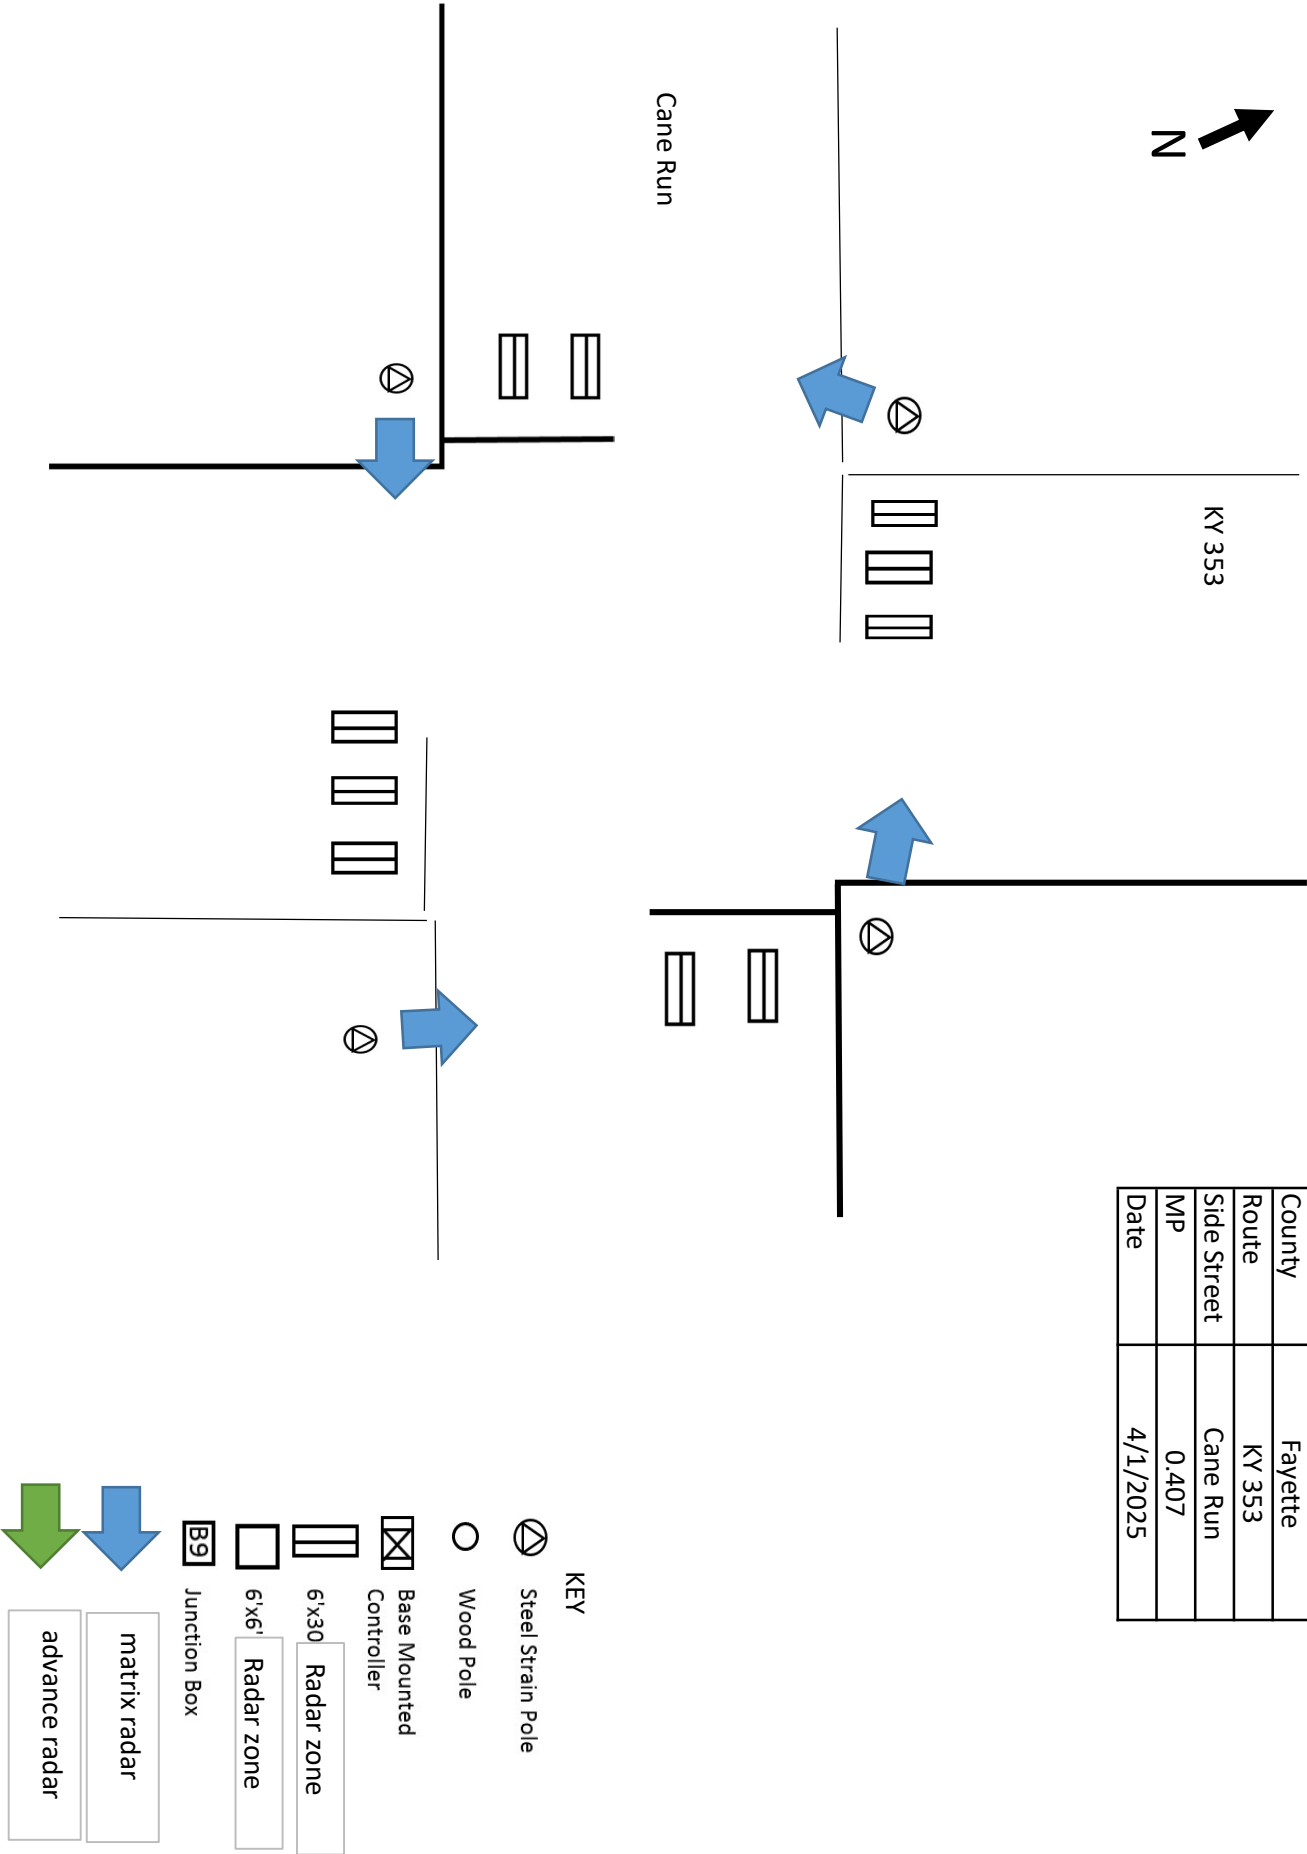 N
Cane Run
KY 353
County Fayette
Route KY 353
Side Street Cane Run
MP 0.407
Date 4/1/2025
KEY
Steel Strain Pole
Wood Pole
Base Mounted
Controller
6'x30 Radar zone
6'x6' Radar zone
B9 Junction Box
matrix radar
advance radar